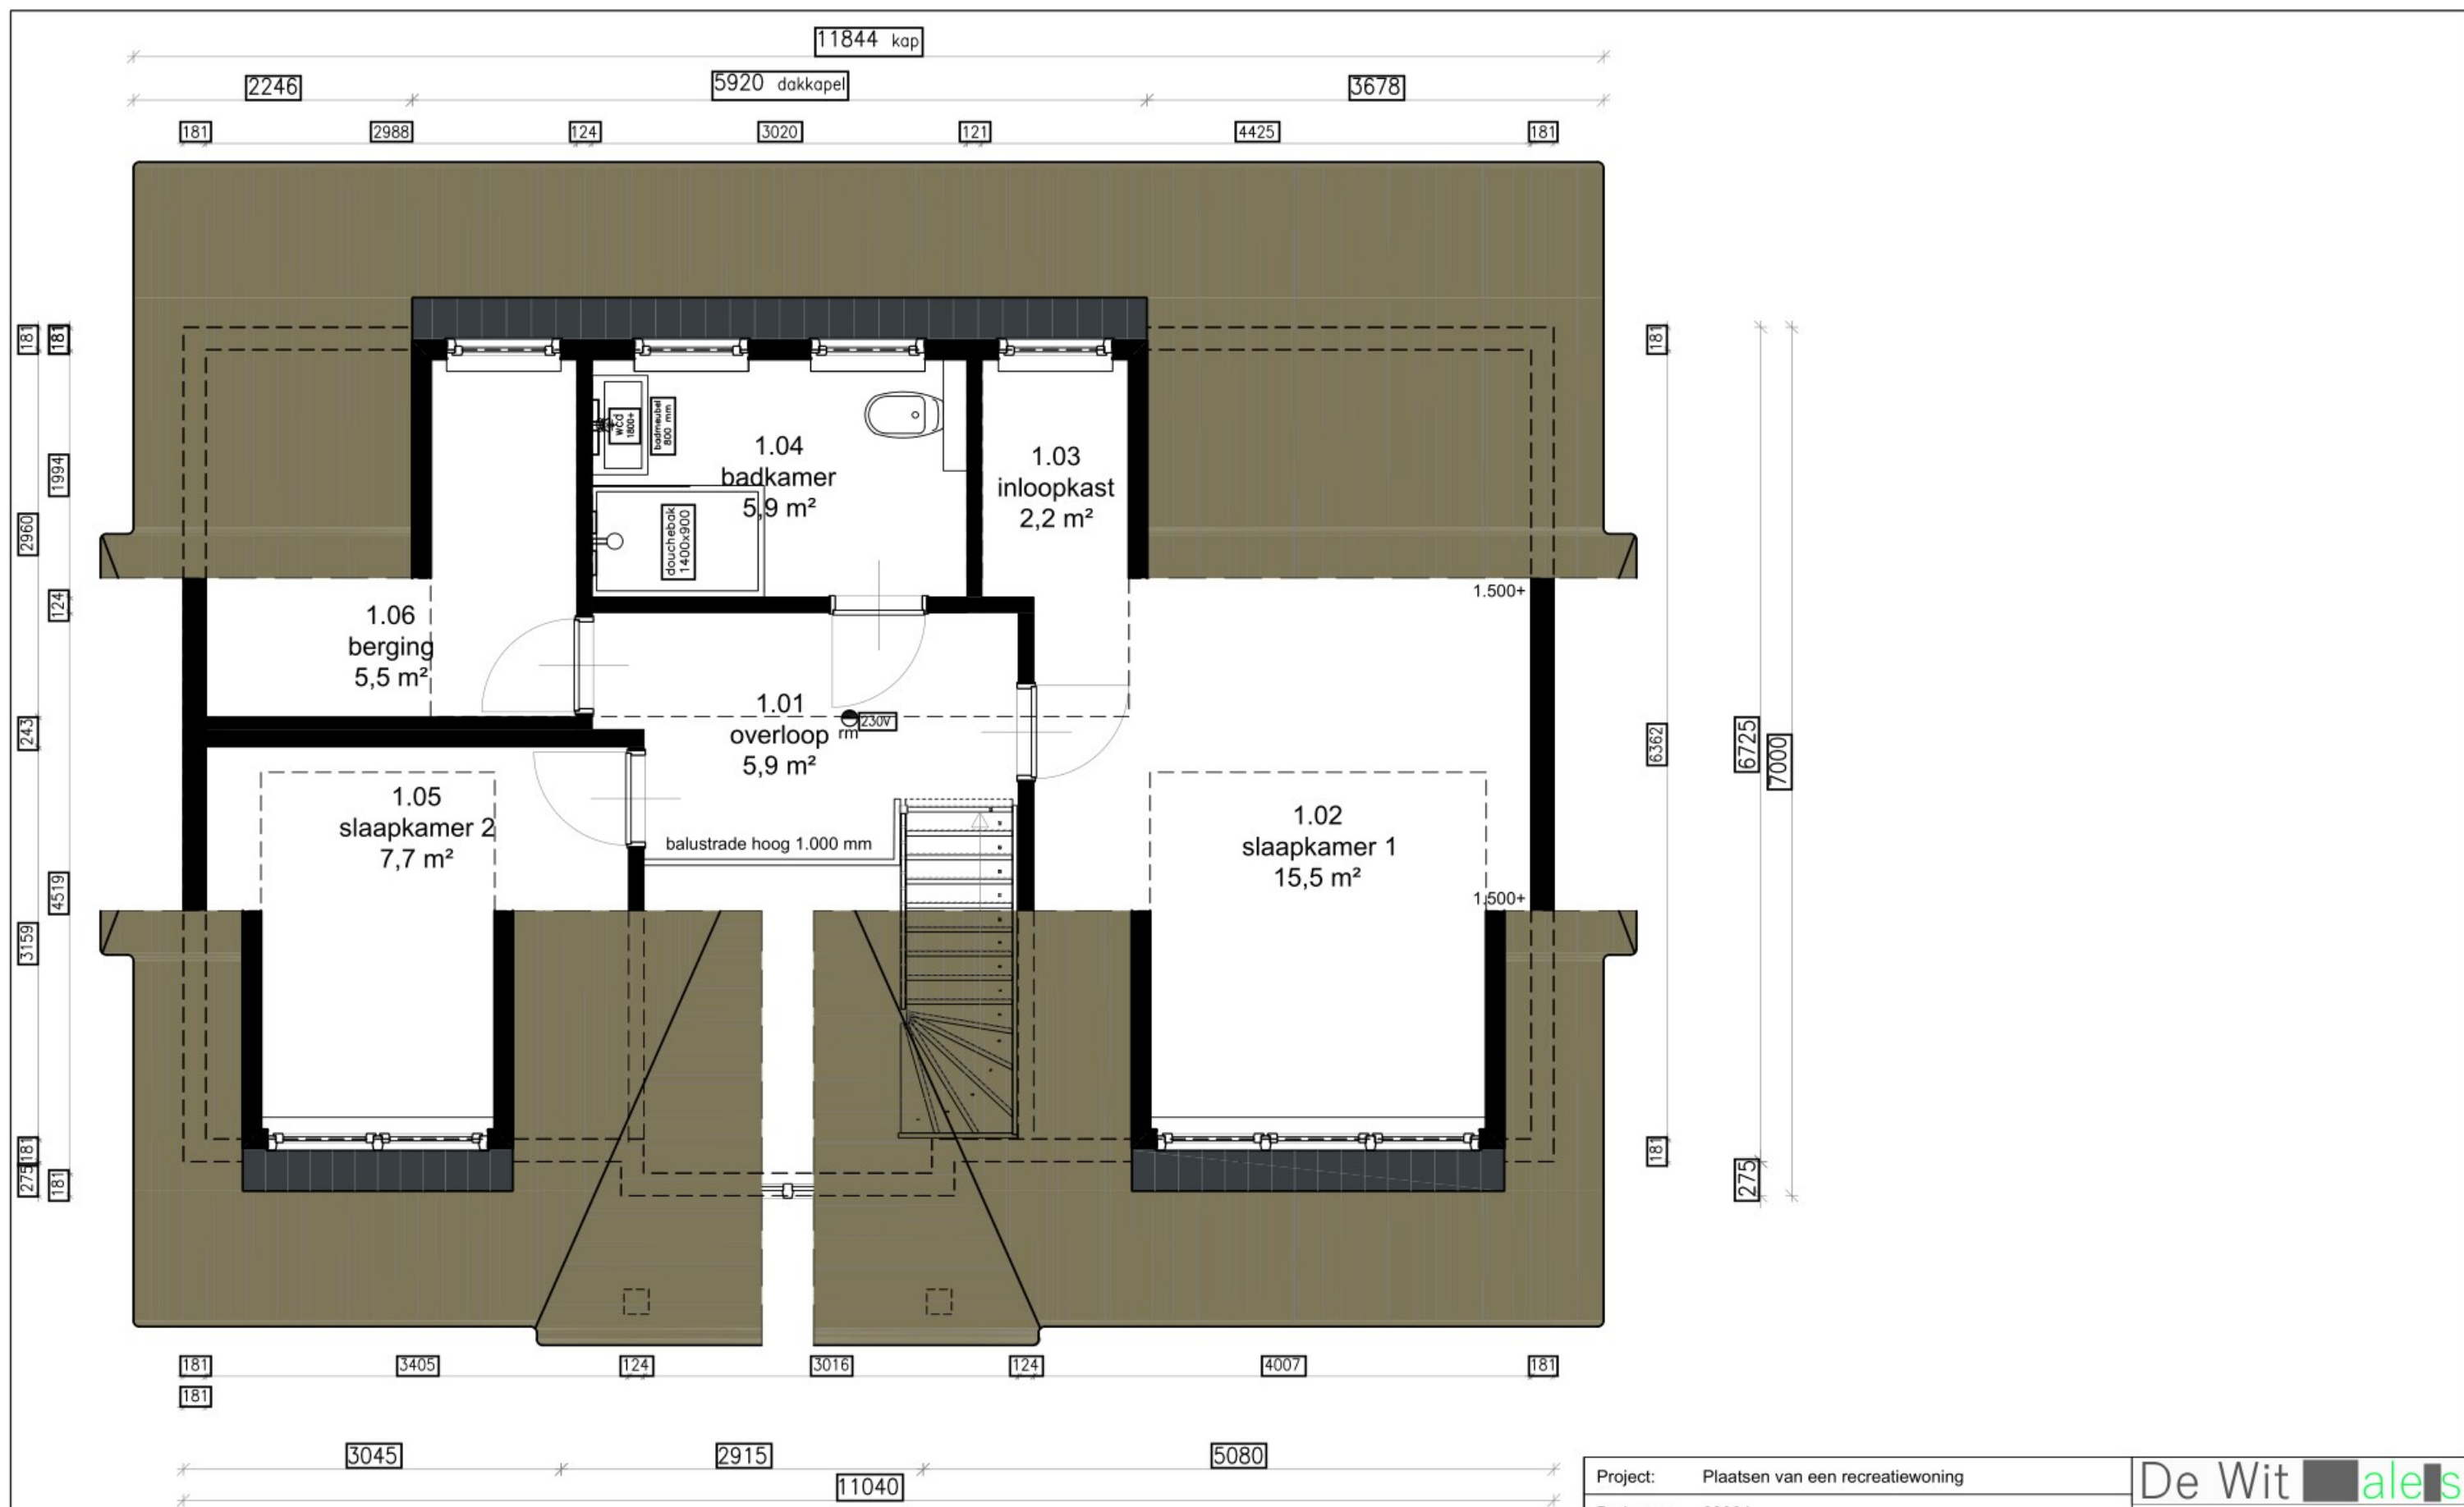 11844 kap
2246
5920 dakkapel
3678
181
2988
124
3020
121
4425
181
181
181
1994
2960
124
243
4519
3159
181
275
181
181
6362
6725
7000
181
275
wcd
1800+
badmeubel
800 mm
1.04
badkamer
5,9 m²
douchebak
1400x900
1.03
inloopkast
2,2 m²
1.500+
1.06
berging
5,5 m²
1.01
overloop
5,9 m²
rm
230V
1.05
slaapkamer 2
7,7 m²
balustrade hoog 1.000 mm
1.02
slaapkamer 1
15,5 m²
1.500+
181
3405
124
3016
124
4007
181
181
3045
2915
5080
11040
Project: Plaatsen van een recreatiewoning
De Wit